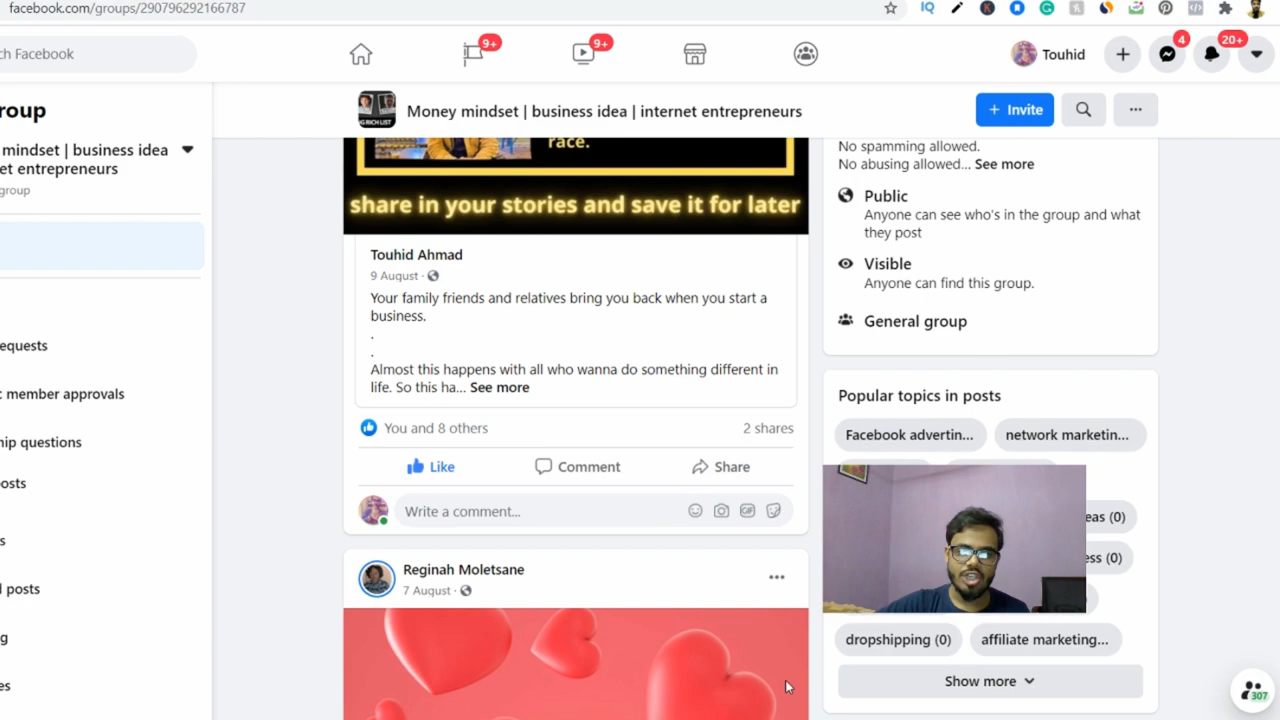 facebook.com/groups/290796292166787
ch Facebook
9+
9+
Touhid
4
20+
roup
Money mindset | business idea | internet entrepreneurs
Invite
mindset | business idea
et entrepreneurs
group
equests
c member approvals
hip questions
osts
s
d posts
g
es
G RICH LIST
race.
share in your stories and save it for later
Touhid Ahmad
9 August ·
Your family friends and relatives bring you back when you start a
business.
.
.
Almost this happens with all who wanna do something different in
life. So this ha... See more
You and 8 others
2 shares
Like
Comment
Share
Write a comment...
GIF
Reginah Moletsane
7 August ·
No spamming allowed.
No abusing allowed... See more
Public
Anyone can see who's in the group and what
they post
Visible
Anyone can find this group.
General group
Popular topics in posts
Facebook advertin...
network marketin...
eas (0)
ess (0)
dropshipping (0)
affiliate marketing...
Show more
307